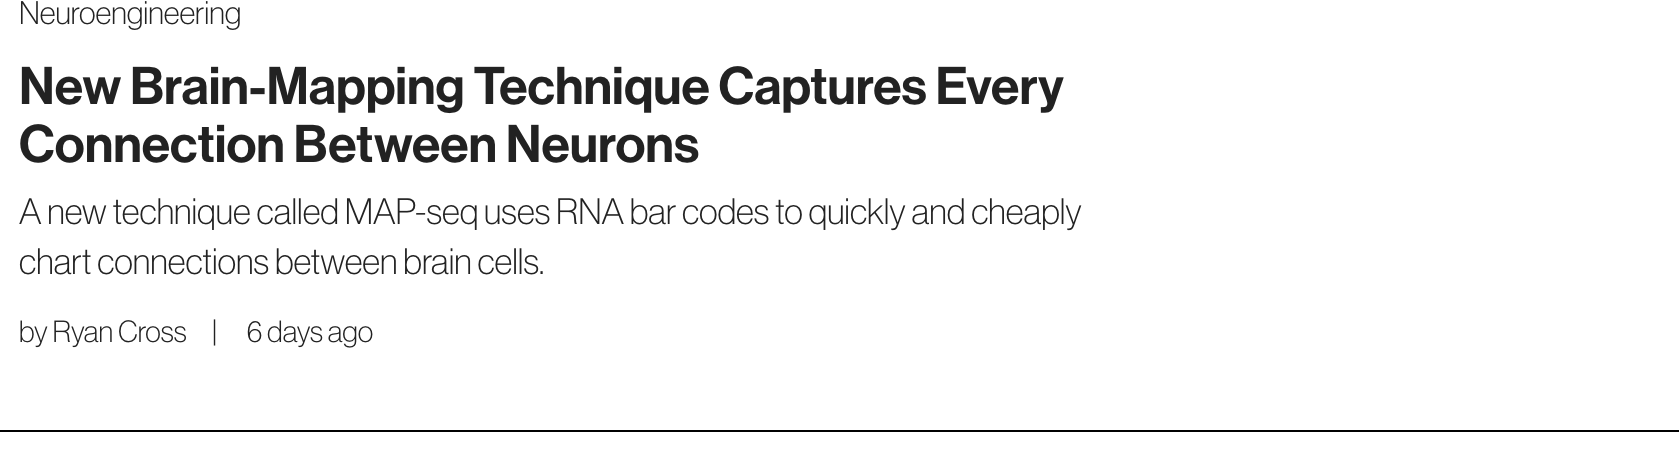 Neuroengineering
New Brain-Mapping Technique Captures Every
Connection Between Neurons
A new technique called MAP-seq uses RNA bar codes to quickly and cheaply
chart connections between brain cells.
by Ryan Cross | 6 days ago